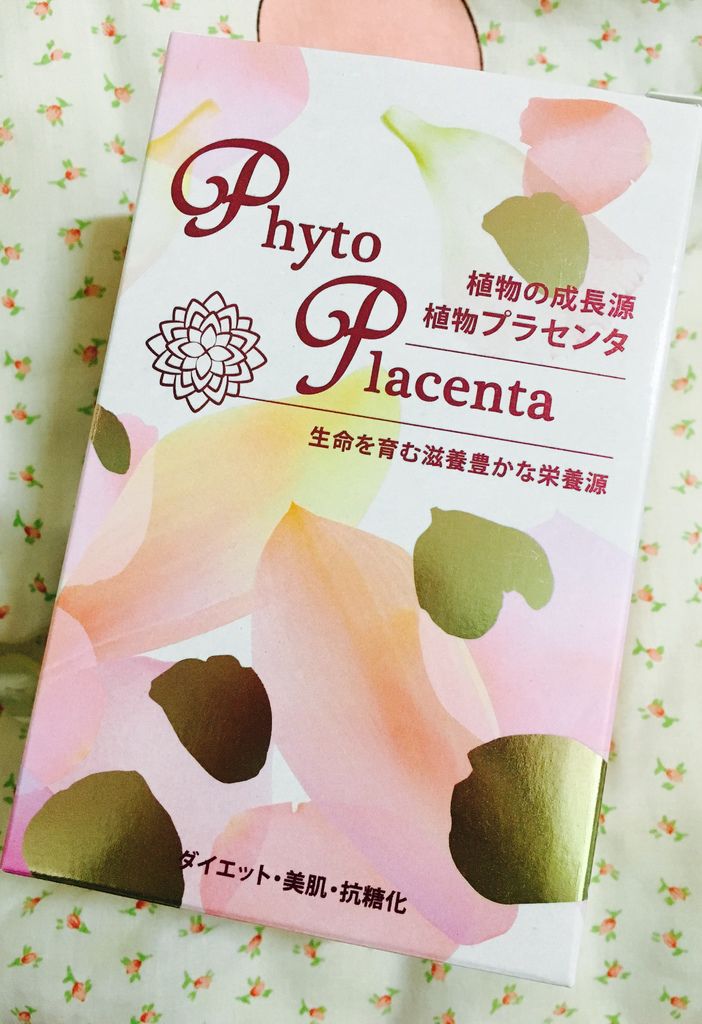 Phyto
Placenta
植物の成長源
植物プラセンタ
生命を育む滋養豊かな栄養源
ダイエット・美肌・抗糖化